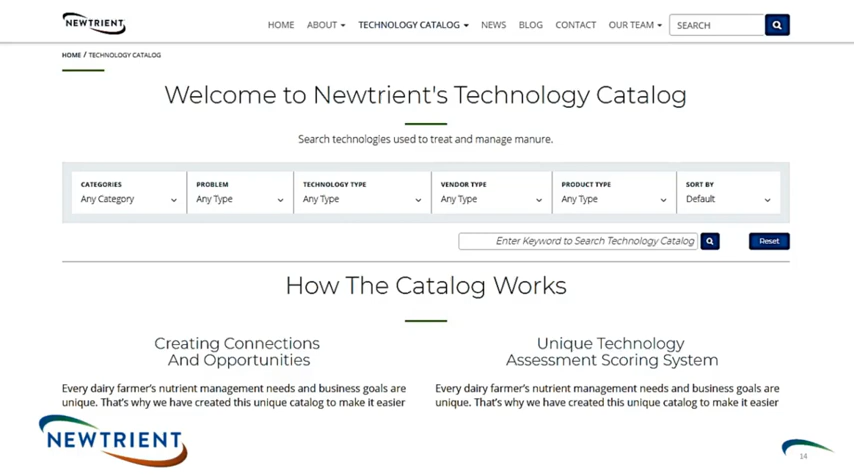 NEWTRIENT
HOME ABOUT TECHNOLOGY CATALOG NEWS BLOG CONTACT OUR TEAM SEARCH
HOME / TECHNOLOGY CATALOG
Welcome to Newtrient's Technology Catalog
Search technologies used to treat and manage manure.
CATEGORIES PROBLEM TECHNOLOGY TYPE VENDOR TYPE PRODUCT TYPE SORT BY
Any Category Any Type Any Type Any Type Any Type Default
Enter Keyword to Search Technology Catalog Reset
How The Catalog Works
Creating Connections
And Opportunities
Every dairy farmer's nutrient management needs and business goals are
unique. That's why we have created this unique catalog to make it easier
Unique Technology
Assessment Scoring System
Every dairy farmer's nutrient management needs and business goals are
unique. That's why we have created this unique catalog to make it easier
NEWTRIENT
14